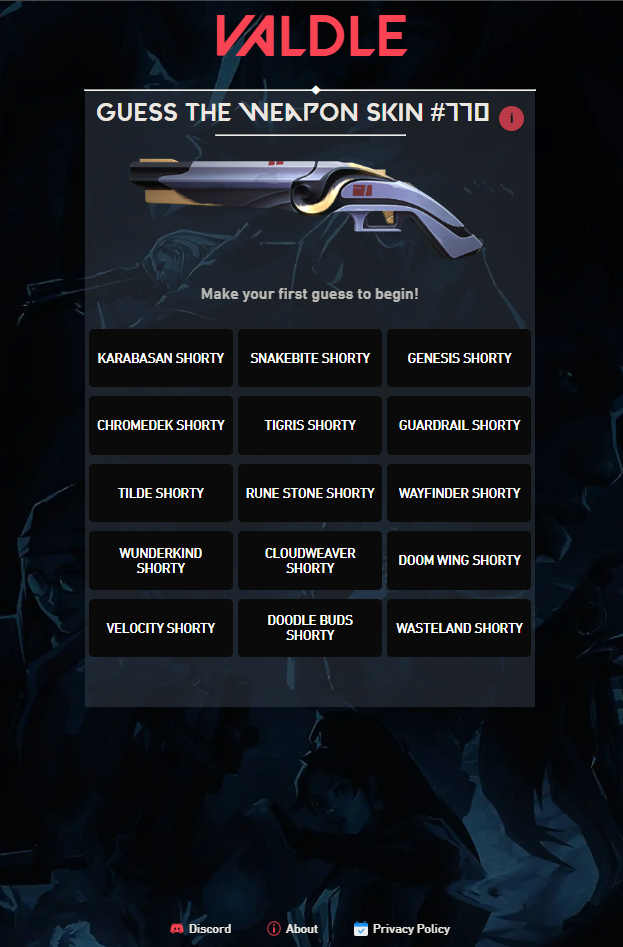 VALDLE
GUESS THE WEAPON SKIN #770
i
Make your first guess to begin!
KARABASAN SHORTY
SNAKEBITE SHORTY
GENESIS SHORTY
CHROMEDEK SHORTY
TIGRIS SHORTY
GUARDRAIL SHORTY
TILDE SHORTY
RUNE STONE SHORTY
WAYFINDER SHORTY
WUNDERKIND
SHORTY
CLOUDWEAVER
SHORTY
DOOM WING SHORTY
VELOCITY SHORTY
DOODLE BUDS
SHORTY
WASTELAND SHORTY
Discord
About
Privacy Policy